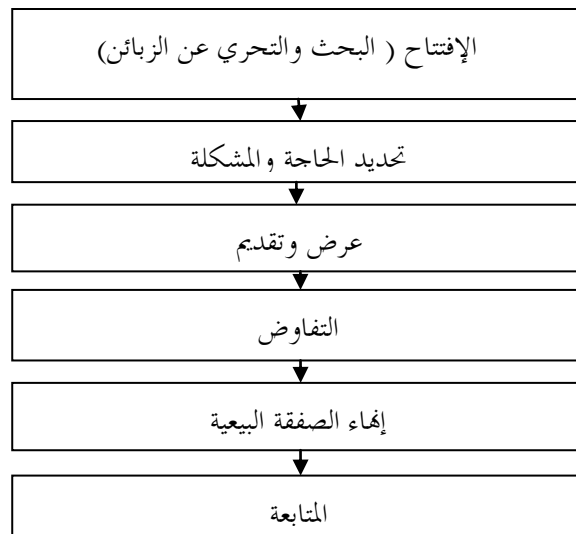 الإفتتاح ( البحث والتحري عن الزبائن)
تحديد الحاجة والمشكلة
عرض وتقديم
التفاوض
إنهاء الصفقة البيعية
المتابعة